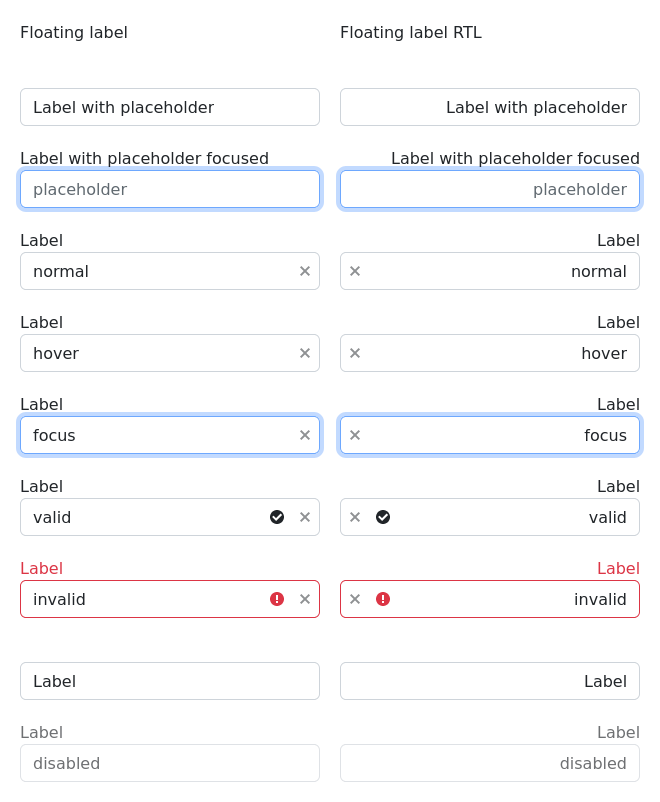 Floating label
Floating label RTL
Label with placeholder
Label with placeholder
Label with placeholder focused
Label with placeholder focused
placeholder
placeholder
Label
Label
normal
normal
Label
Label
hover
hover
Label
Label
focus
focus
Label
Label
valid
valid
Label
Label
invalid
invalid
Label
Label
Label
Label
disabled
disabled